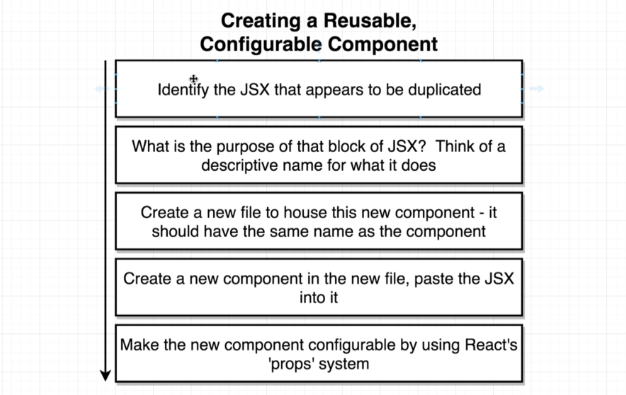 Creating a Reusable,
Configurable Component
Identify the JSX that appears to be duplicated
What is the purpose of that block of JSX?  Think of a
descriptive name for what it does
Create a new file to house this new component - it
should have the same name as the component
Create a new component in the new file, paste the JSX
into it
Make the new component configurable by using React's
'props' system